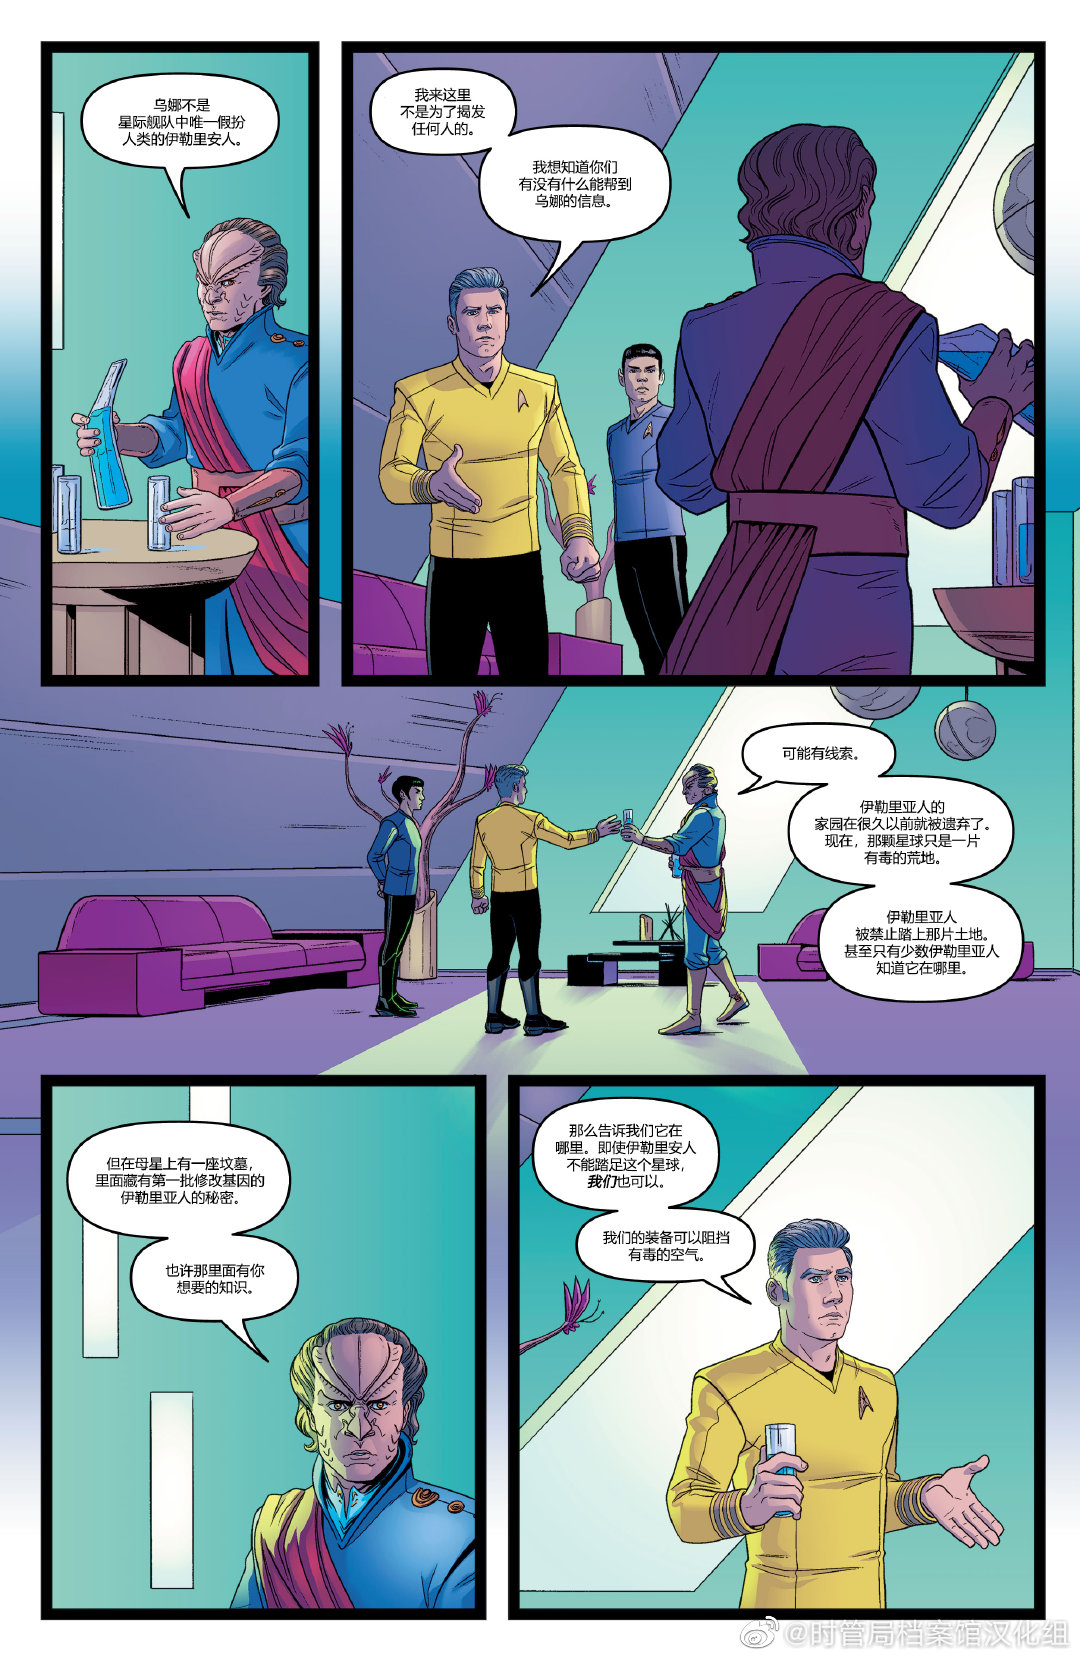 乌娜不是
星际舰队中唯一假扮
人类的伊勒里安人。
我来这里
不是为了揭发
任何人的。
我想知道你们
有没有什么能帮到
乌娜的信息。
可能有线索。
伊勒里亚人的
家园在很久以前就被遗弃了。
现在，那颗星球只是一片
有毒的荒地。
伊勒里亚人
被禁止踏上那片土地。
甚至只有少数伊勒里亚人
知道它在哪里。
但在母星上有一座坟墓，
里面藏有第一批修改基因的
伊勒里亚人的秘密。
也许那里面有你
想要的知识。
那么告诉我们它在
哪里。即使伊勒里安人
不能踏足这个星球，
我们也可以。
我们的装备可以阻挡
有毒的空气。
@时管局档案馆汉化组